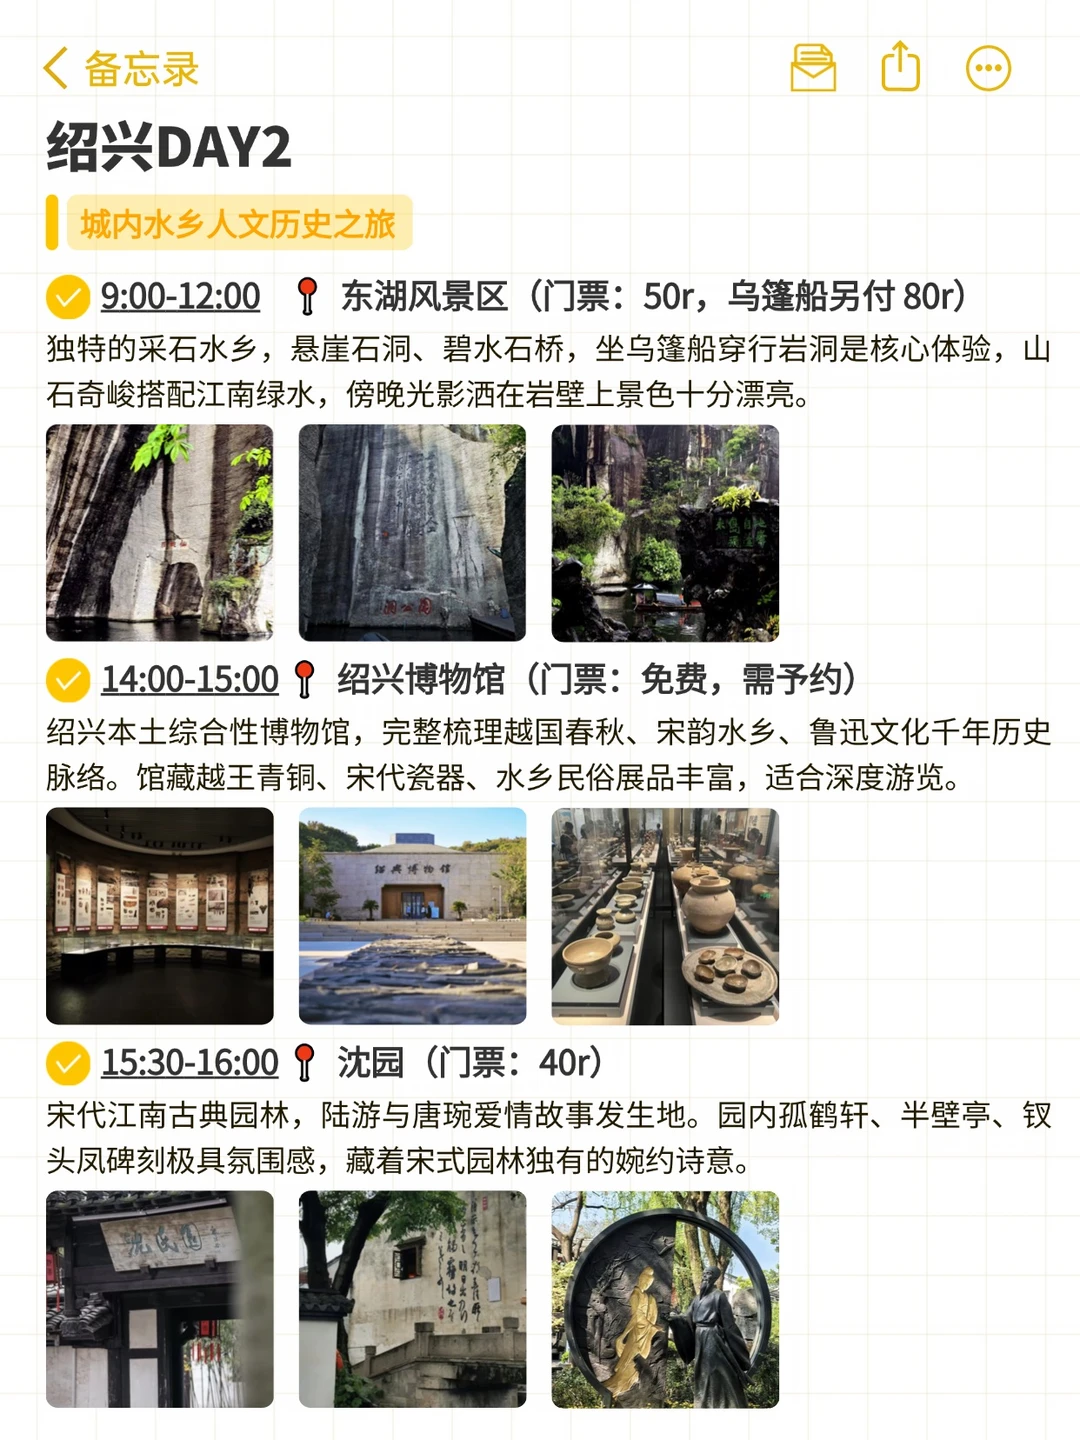 备忘录
绍兴DAY2
城内水乡人文历史之旅
9:00-12:00 东湖风景区（门票：50r，乌篷船另付 80r）
独特的采石水乡，悬崖石洞、碧水石桥，坐乌篷船穿行岩洞是核心体验，山
石奇峻搭配江南绿水，傍晚光影洒在岩壁上景色十分漂亮。
14:00-15:00 绍兴博物馆（门票：免费，需予约）
绍兴本土综合性博物馆，完整梳理越国春秋、宋韵水乡、鲁迅文化千年历史
脉络。馆藏越王青铜、宋代瓷器、水乡民俗展品丰富，适合深度游览。
绍兴博物馆
15:30-16:00 沈园（门票：40r）
宋代江南古典园林，陆游与唐琬爱情故事发生地。园内孤鹤轩、半壁亭、钗
头凤碑刻极具氛围感，藏着宋式园林独有的婉约诗意。
沈氏園